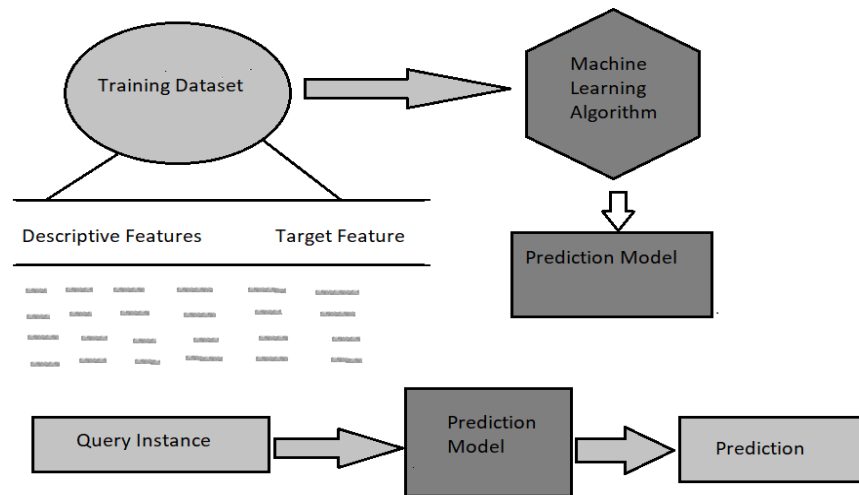 Training Dataset
Machine
Learning
Algorithm
Descriptive Features
Target Feature
Prediction Model
Query Instance
Prediction
Model
Prediction